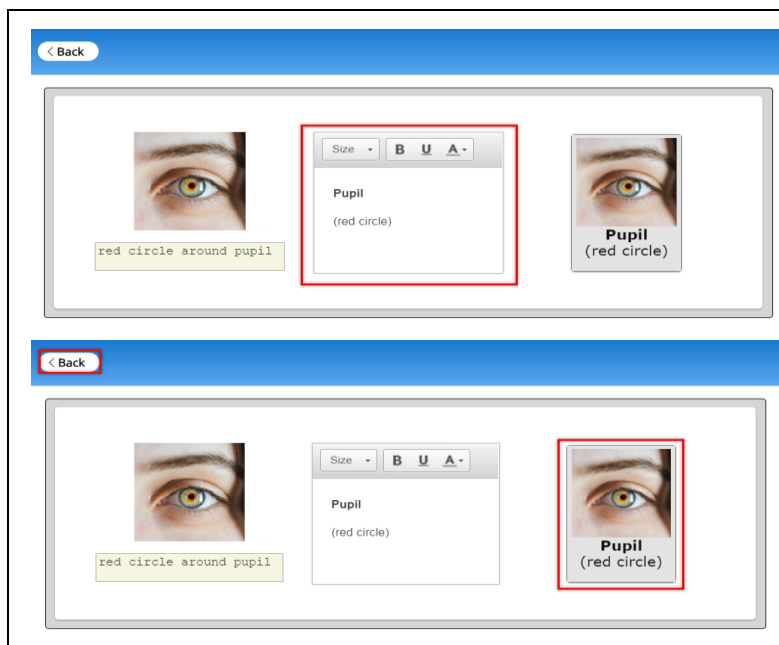 < Back
Size B U A
Pupil
(red circle)
red circle around pupil
Pupil
(red circle)
< Back
Size B U A
Pupil
(red circle)
red circle around pupil
Pupil
(red circle)